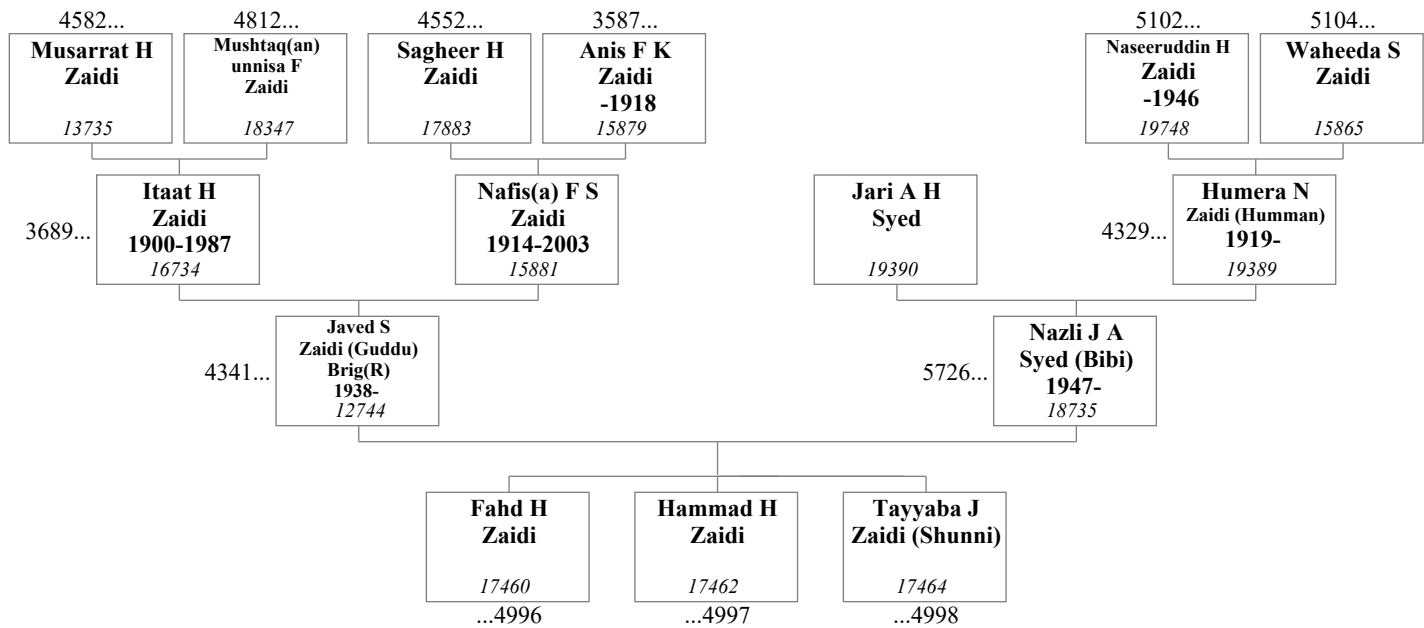 4582...
4812...
4552...
3587...
5102...
5104...
Musarrat H
Zaidi
13735
Mushtaq(an)
unnisa F
Zaidi
18347
Sagheer H
Zaidi
17883
Anis F K
Zaidi
-1918
15879
Naseeruddin H
Zaidi
-1946
19748
Waheeda S
Zaidi
15865
3689...
Itaat H
Zaidi
1900-1987
16734
Nafis(a) F S
Zaidi
1914-2003
15881
Jari A H
Syed
19390
4329...
Humera N
Zaidi (Humman)
1919-
19389
4341...
Javed S
Zaidi (Guddu)
Brig(R)
1938-
12744
5726...
Nazli J A
Syed (Bibi)
1947-
18735
Fahd H
Zaidi
17460
...4996
Hammad H
Zaidi
17462
...4997
Tayyaba J
Zaidi (Shunni)
17464
...4998